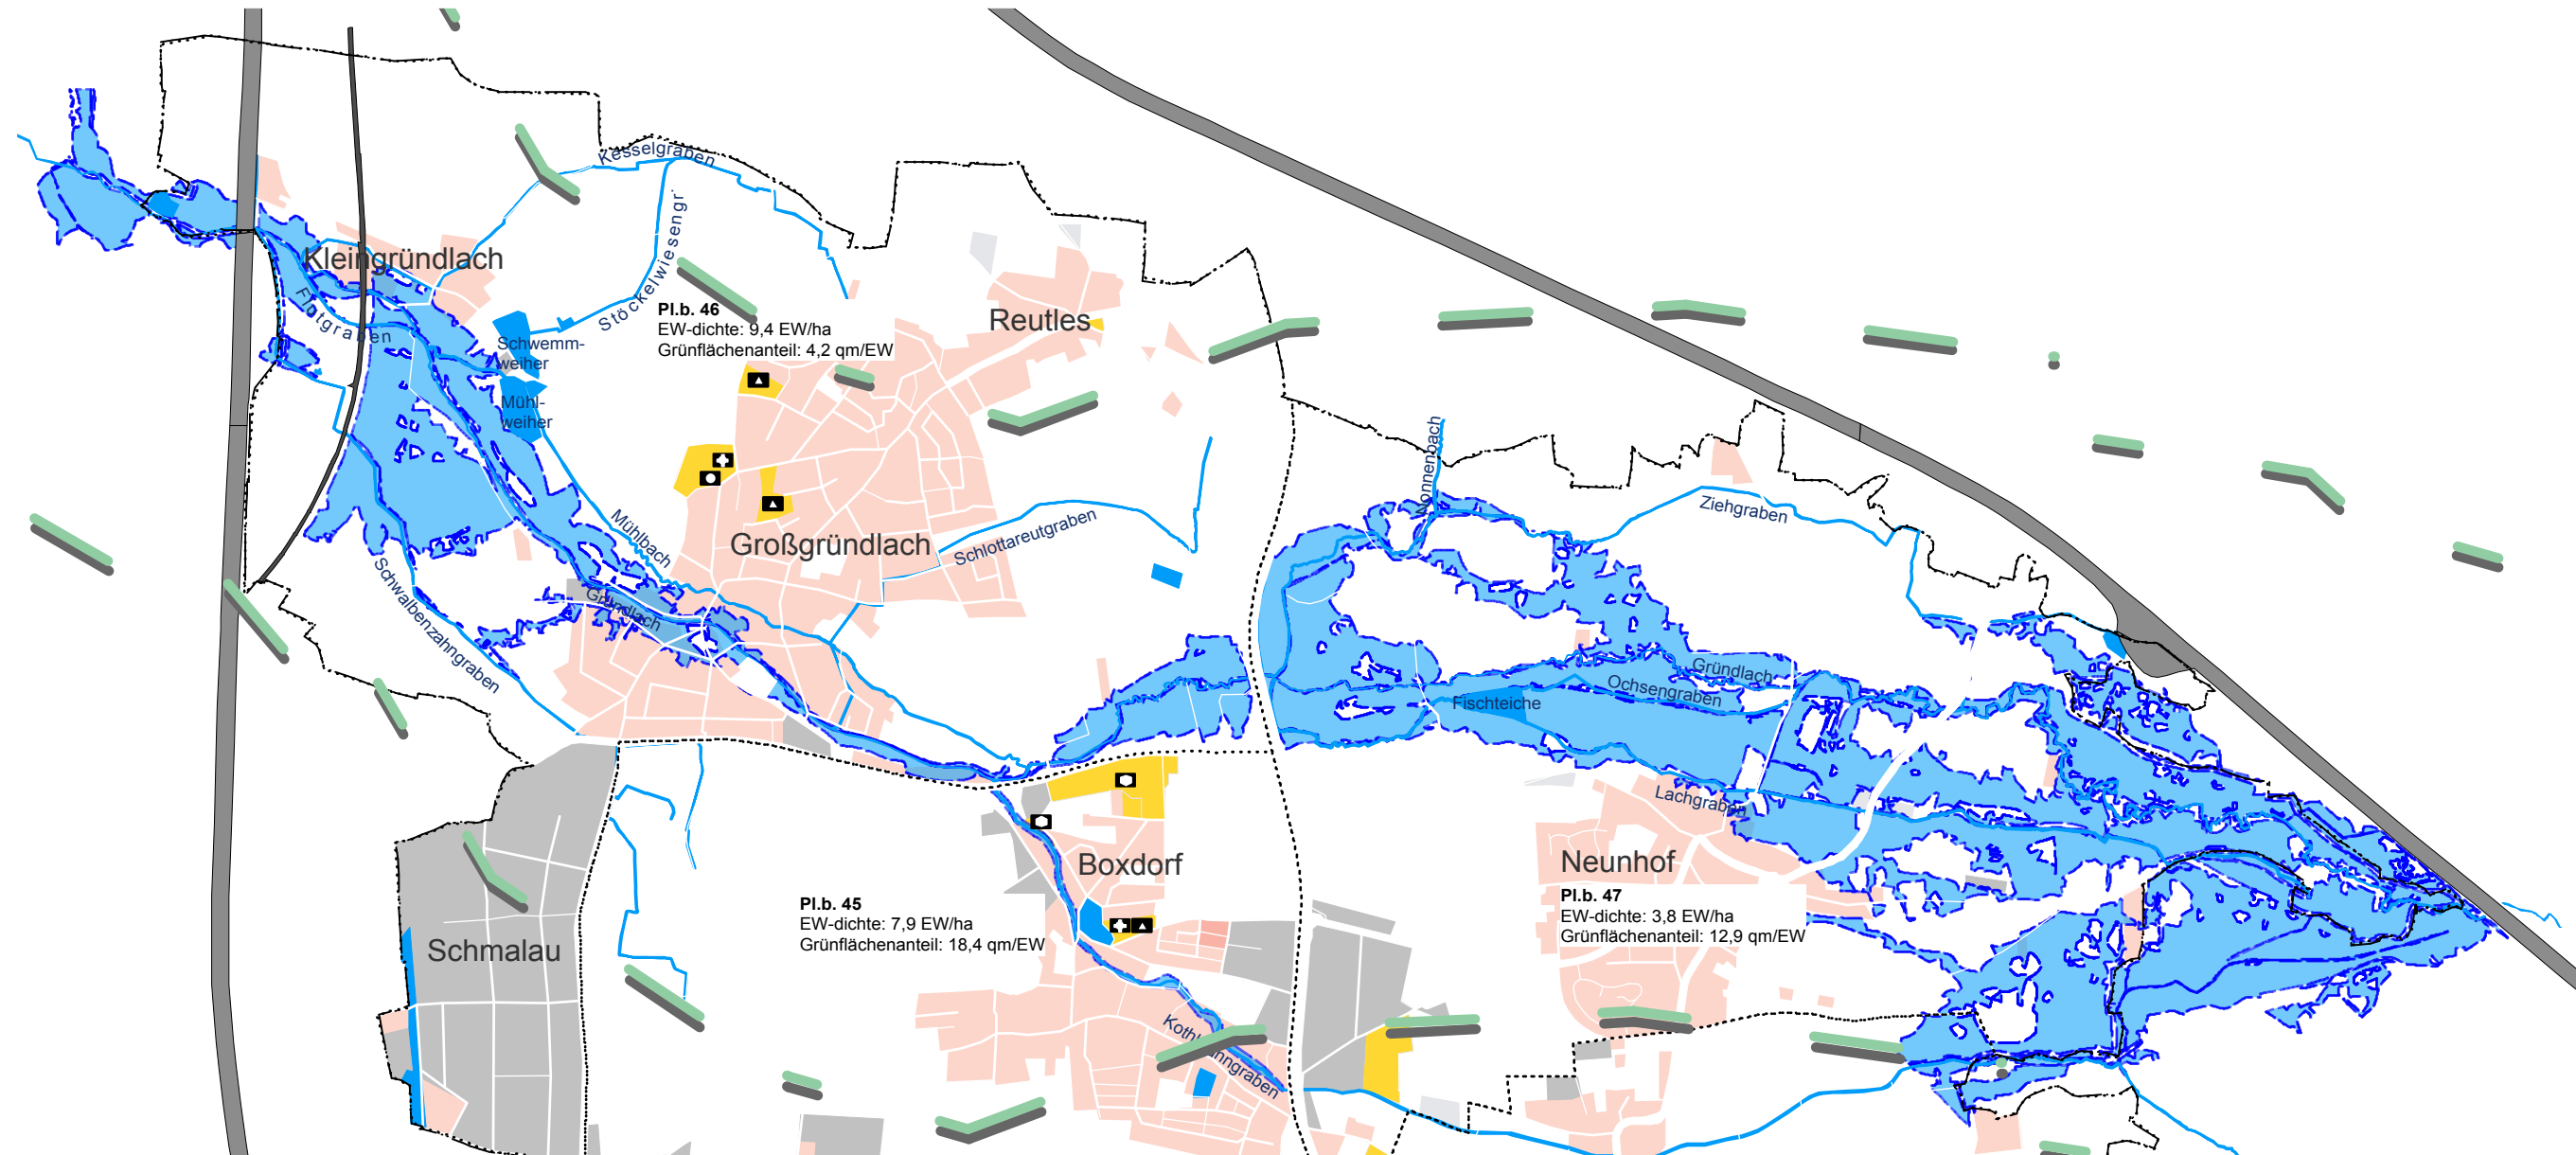 Kesselgraben
Stöckelwiesengr.
Kleingründlach
Flutgraben
Reutles
Pl.b. 46
EW-dichte: 9,4 EW/ha
Grünflächenanteil: 4,2 qm/EW
Schwemm-
weiher
Mühl-
weiher
Nonnenbach
Ziehgraben
Mühlbach
Großgründlach
Schlottareutgraben
Schwalbenzahngraben
Gründlach
Gründlach
Ochsengraben
Fischteiche
Lachgraben
Boxdorf
Neunhof
Pl.b. 47
EW-dichte: 3,8 EW/ha
Grünflächenanteil: 12,9 qm/EW
Pl.b. 45
EW-dichte: 7,9 EW/ha
Grünflächenanteil: 18,4 qm/EW
Schmalau